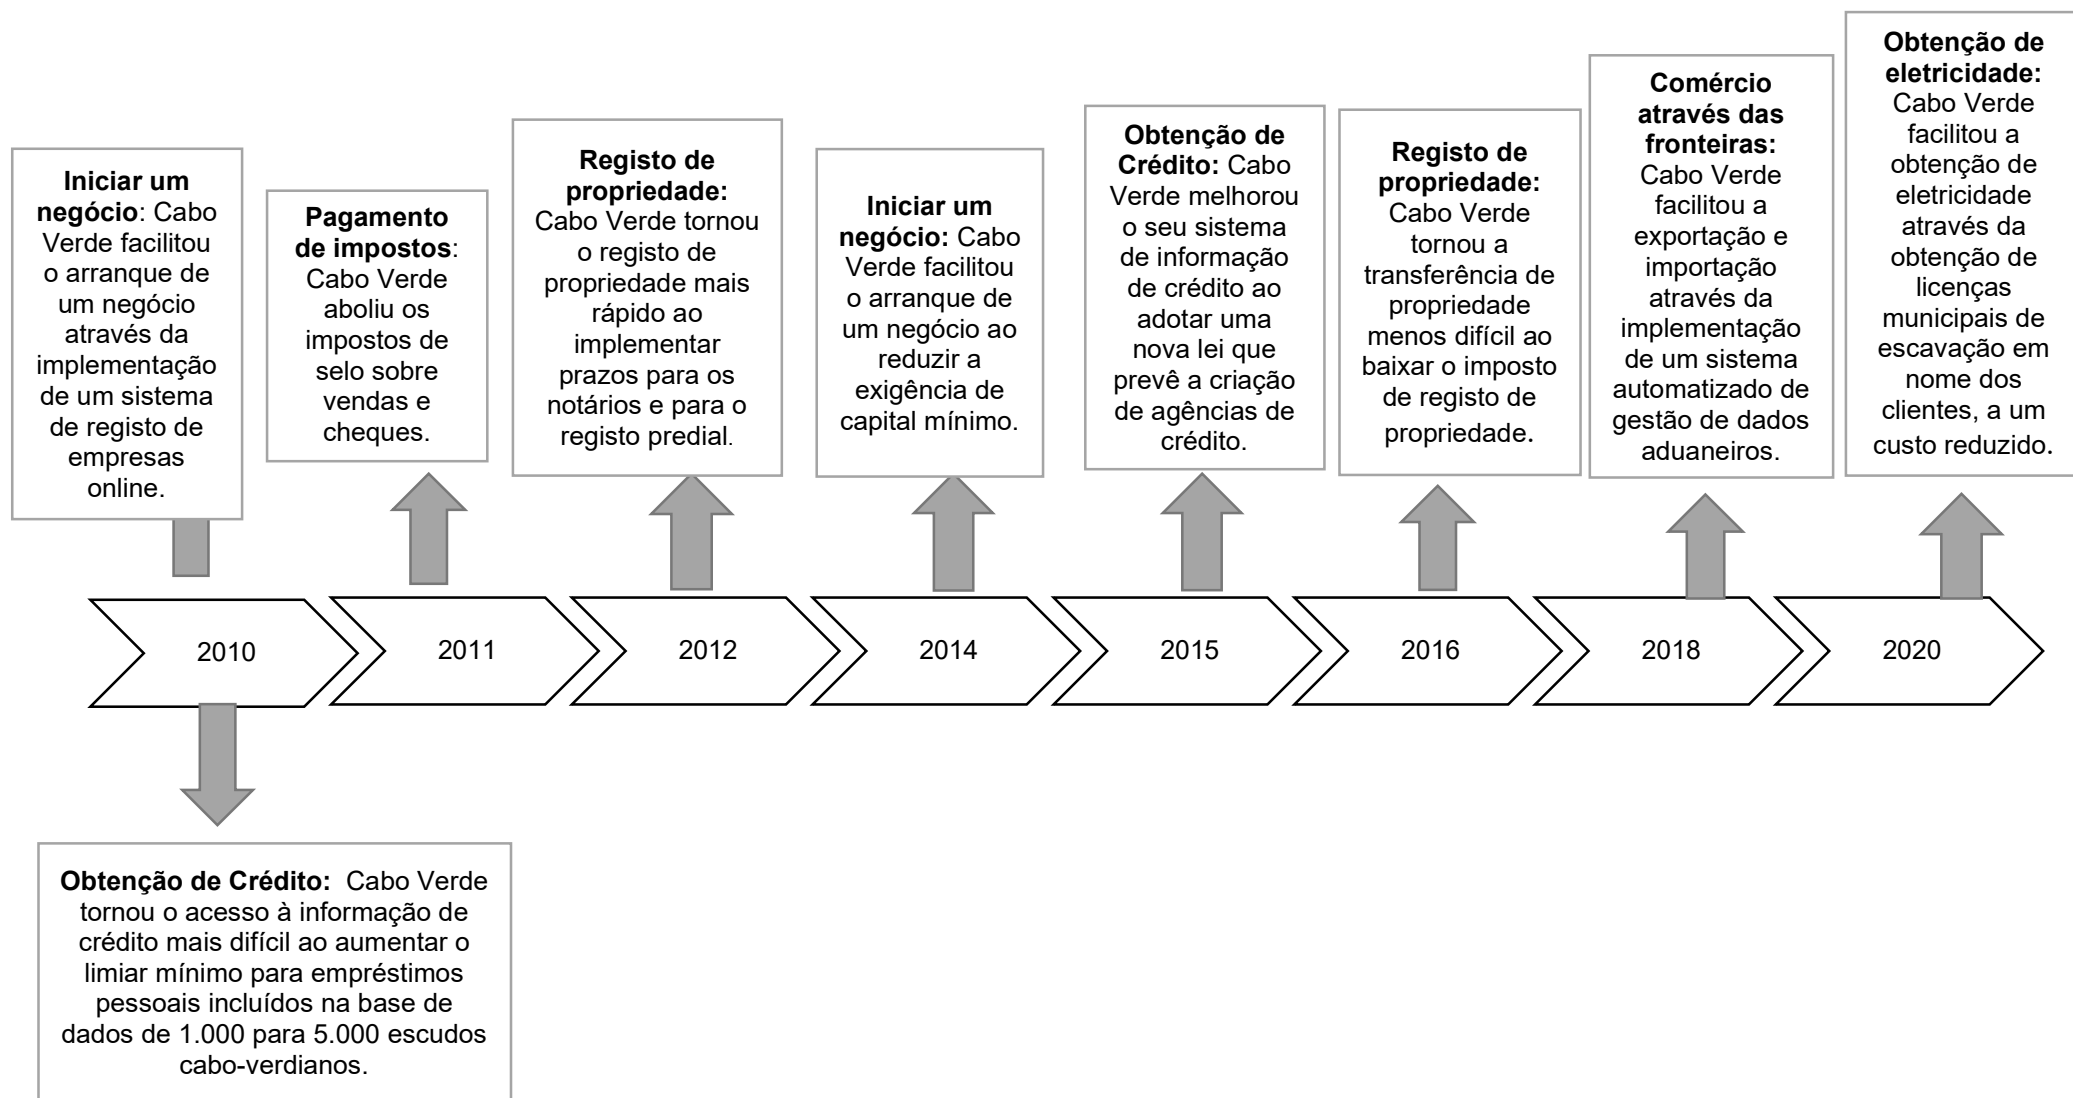 Iniciar um
negócio: Cabo
Verde facilitou
o arranque de
um negócio
através da
implementação
de um sistema
de registo de
empresas
online.
Pagamento
de impostos:
Cabo Verde
aboliu os
impostos de
selo sobre
vendas e
cheques.
Registo de
propriedade:
Cabo Verde tornou
o registo de
propriedade mais
rápido ao
implementar
prazos para os
notários e para o
registo predial.
Iniciar um
negócio: Cabo
Verde facilitou
o arranque de
um negócio ao
reduzir a
exigência de
capital mínimo.
Obtenção de
Crédito: Cabo
Verde melhorou
o seu sistema
de informação
de crédito ao
adotar uma
nova lei que
prevê a criação
de agências de
crédito.
Registo de
propriedade:
Cabo Verde
tornou a
transferência de
propriedade
menos difícil ao
baixar o imposto
de registo de
propriedade.
Comércio
através das
fronteiras:
Cabo Verde
facilitou a
exportação e
importação
através da
implementação
de um sistema
automatizado de
gestão de dados
aduaneiros.
Obtenção de
eletricidade:
Cabo Verde
facilitou a
obtenção de
eletricidade
através da
obtenção de
licenças
municipais de
escavação em
nome dos
clientes, a um
custo reduzido.
2010
2011
2012
2014
2015
2016
2018
2020
Obtenção de Crédito: Cabo Verde
tornou o acesso à informação de
crédito mais difícil ao aumentar o
limiar mínimo para empréstimos
pessoais incluídos na base de
dados de 1.000 para 5.000 escudos
cabo-verdianos.